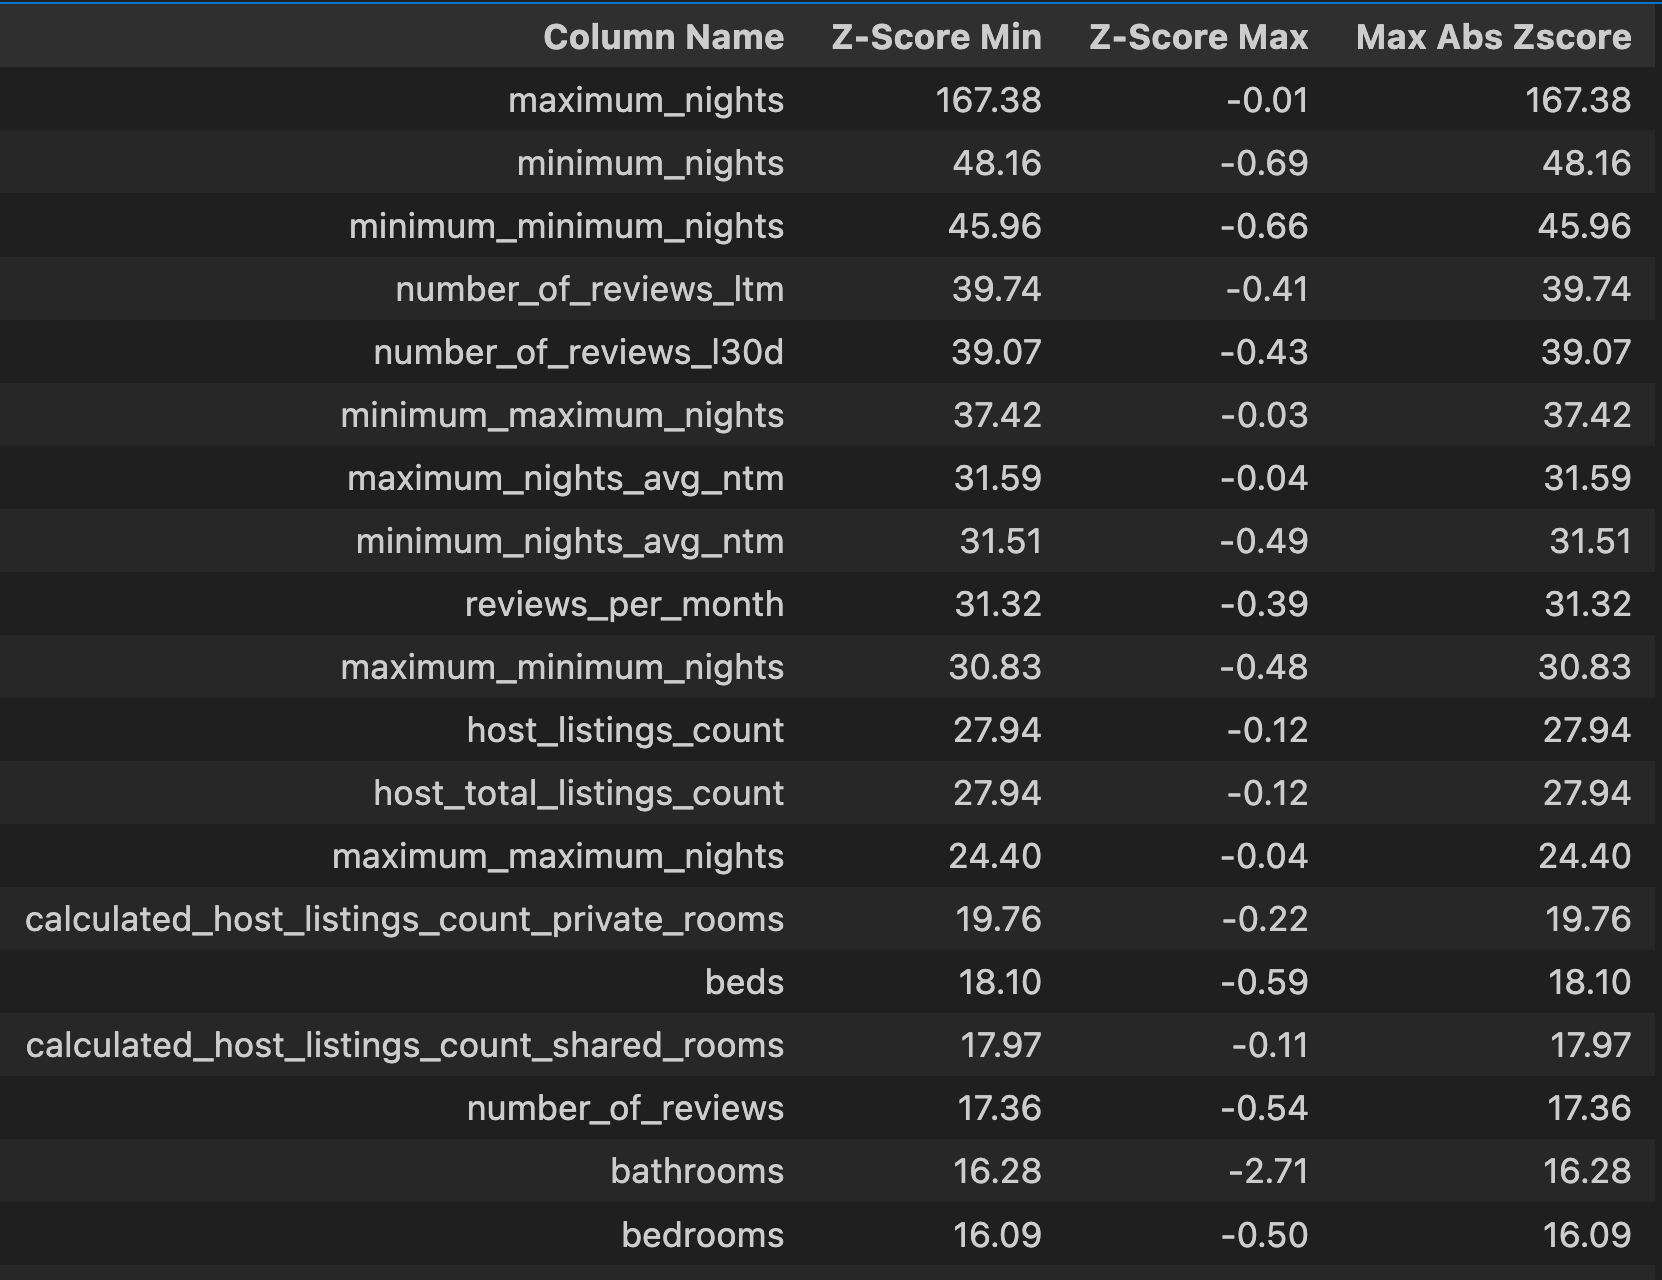 Column Name Z-Score Min Z-Score Max Max Abs Zscore
maximum_nights 167.38 -0.01 167.38
minimum_nights 48.16 -0.69 48.16
minimum_minimum_nights 45.96 -0.66 45.96
number_of_reviews_ltm 39.74 -0.41 39.74
number_of_reviews_l30d 39.07 -0.43 39.07
minimum_maximum_nights 37.42 -0.03 37.42
maximum_nights_avg_ntm 31.59 -0.04 31.59
minimum_nights_avg_ntm 31.51 -0.49 31.51
reviews_per_month 31.32 -0.39 31.32
maximum_minimum_nights 30.83 -0.48 30.83
host_listings_count 27.94 -0.12 27.94
host_total_listings_count 27.94 -0.12 27.94
maximum_maximum_nights 24.40 -0.04 24.40
calculated_host_listings_count_private_rooms 19.76 -0.22 19.76
beds 18.10 -0.59 18.10
calculated_host_listings_count_shared_rooms 17.97 -0.11 17.97
number_of_reviews 17.36 -0.54 17.36
bathrooms 16.28 -2.71 16.28
bedrooms 16.09 -0.50 16.09